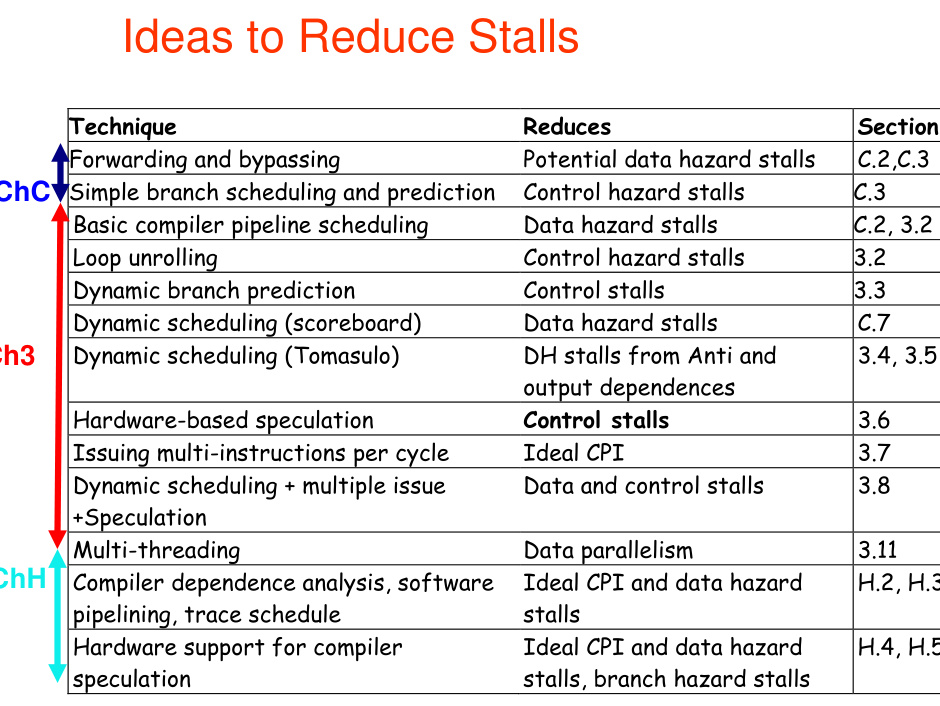 Ideas to Reduce Stalls
Technique Reduces Section
Forwarding and bypassing Potential data hazard stalls C.2,C.3
ChC
Simple branch scheduling and prediction Control hazard stalls C.3
Basic compiler pipeline scheduling Data hazard stalls C.2, 3.2
Loop unrolling Control hazard stalls 3.2
Dynamic branch prediction Control stalls 3.3
Dynamic scheduling (scoreboard) Data hazard stalls C.7
Ch3
Dynamic scheduling (Tomasulo) DH stalls from Anti and 3.4, 3.5
output dependences
Hardware-based speculation Control stalls 3.6
Issuing multi-instructions per cycle Ideal CPI 3.7
Dynamic scheduling + multiple issue Data and control stalls 3.8
+Speculation
Multi-threading Data parallelism 3.11
ChH
Compiler dependence analysis, software Ideal CPI and data hazard H.2, H.3
pipelining, trace schedule stalls
Hardware support for compiler Ideal CPI and data hazard H.4, H.5
speculation stalls, branch hazard stalls